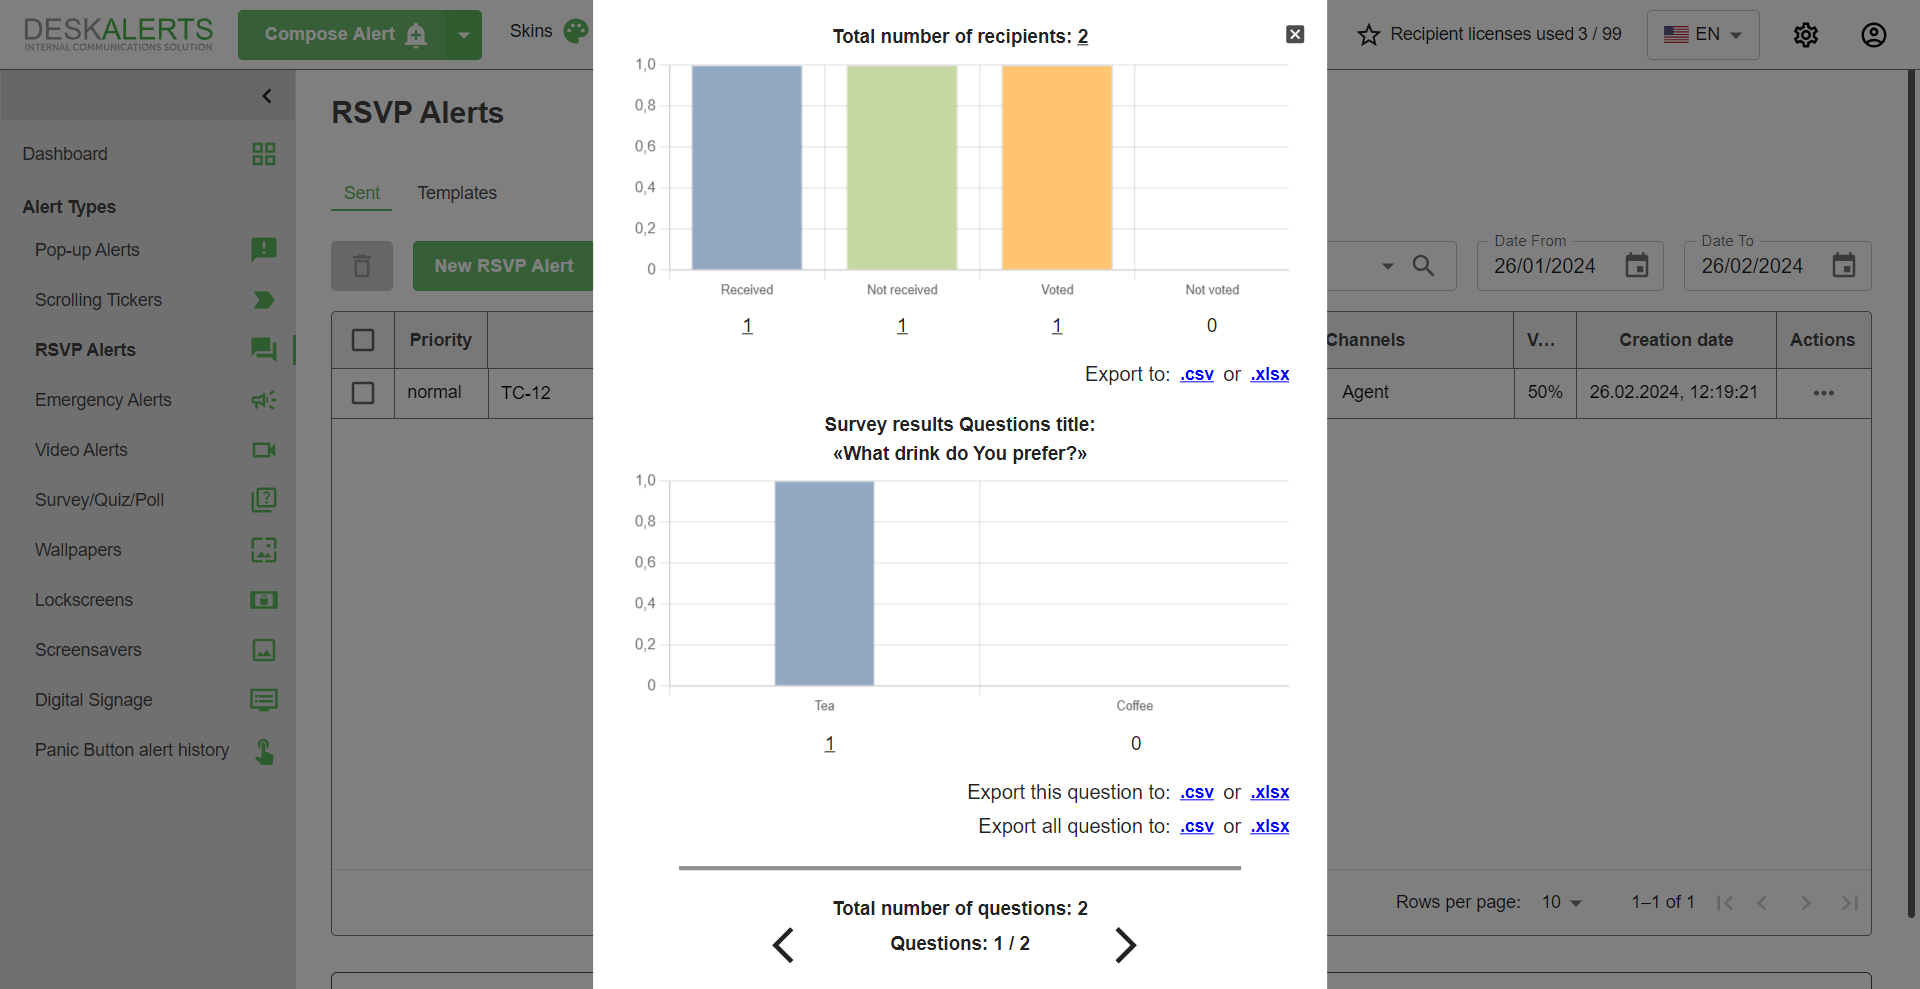 DESKALERTS
INTERNAL COMMUNICATIONS SOLUTION
Compose Alert
Skins
Recipient licenses used 3 / 99
EN
Dashboard
Alert Types
Pop-up Alerts
Scrolling Tickers
RSVP Alerts
Emergency Alerts
Video Alerts
Survey/Quiz/Poll
Wallpapers
Lockscreens
Screensavers
Digital Signage
Panic Button alert history
RSVP Alerts
Sent Templates
New RSVP Alert
Date From
26/01/2024
Date To
26/02/2024
Priority
Channels V... Creation date Actions
normal TC-12
Agent 50% 26.02.2024, 12:19:21
Rows per page: 10 1–1 of 1
Total number of recipients: 2
1,0
0,8
0,6
0,4
0,2
0
Received Not received Voted Not voted
1 1 1 0
Export to: .csv or .xlsx
Survey results Questions title:
«What drink do You prefer?»
1,0
0,8
0,6
0,4
0,2
0
Tea Coffee
1 0
Export this question to: .csv or .xlsx
Export all question to: .csv or .xlsx
Total number of questions: 2
Questions: 1 / 2